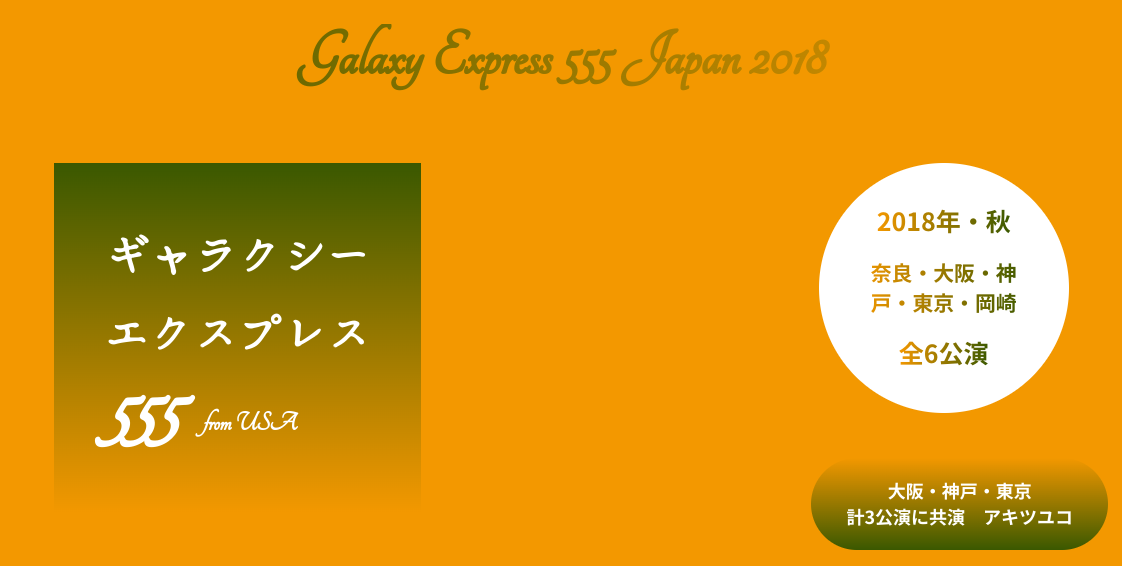 Galaxy Express 555 Japan 2018
ギャラクシー
エクスプレス
555 from USA
2018年・秋
奈良・大阪・神
戸・東京・岡崎
全6公演
大阪・神戸・東京
計3公演に共演　アキツユコ